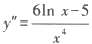 y″ = (6ln x − 5) / x⁴